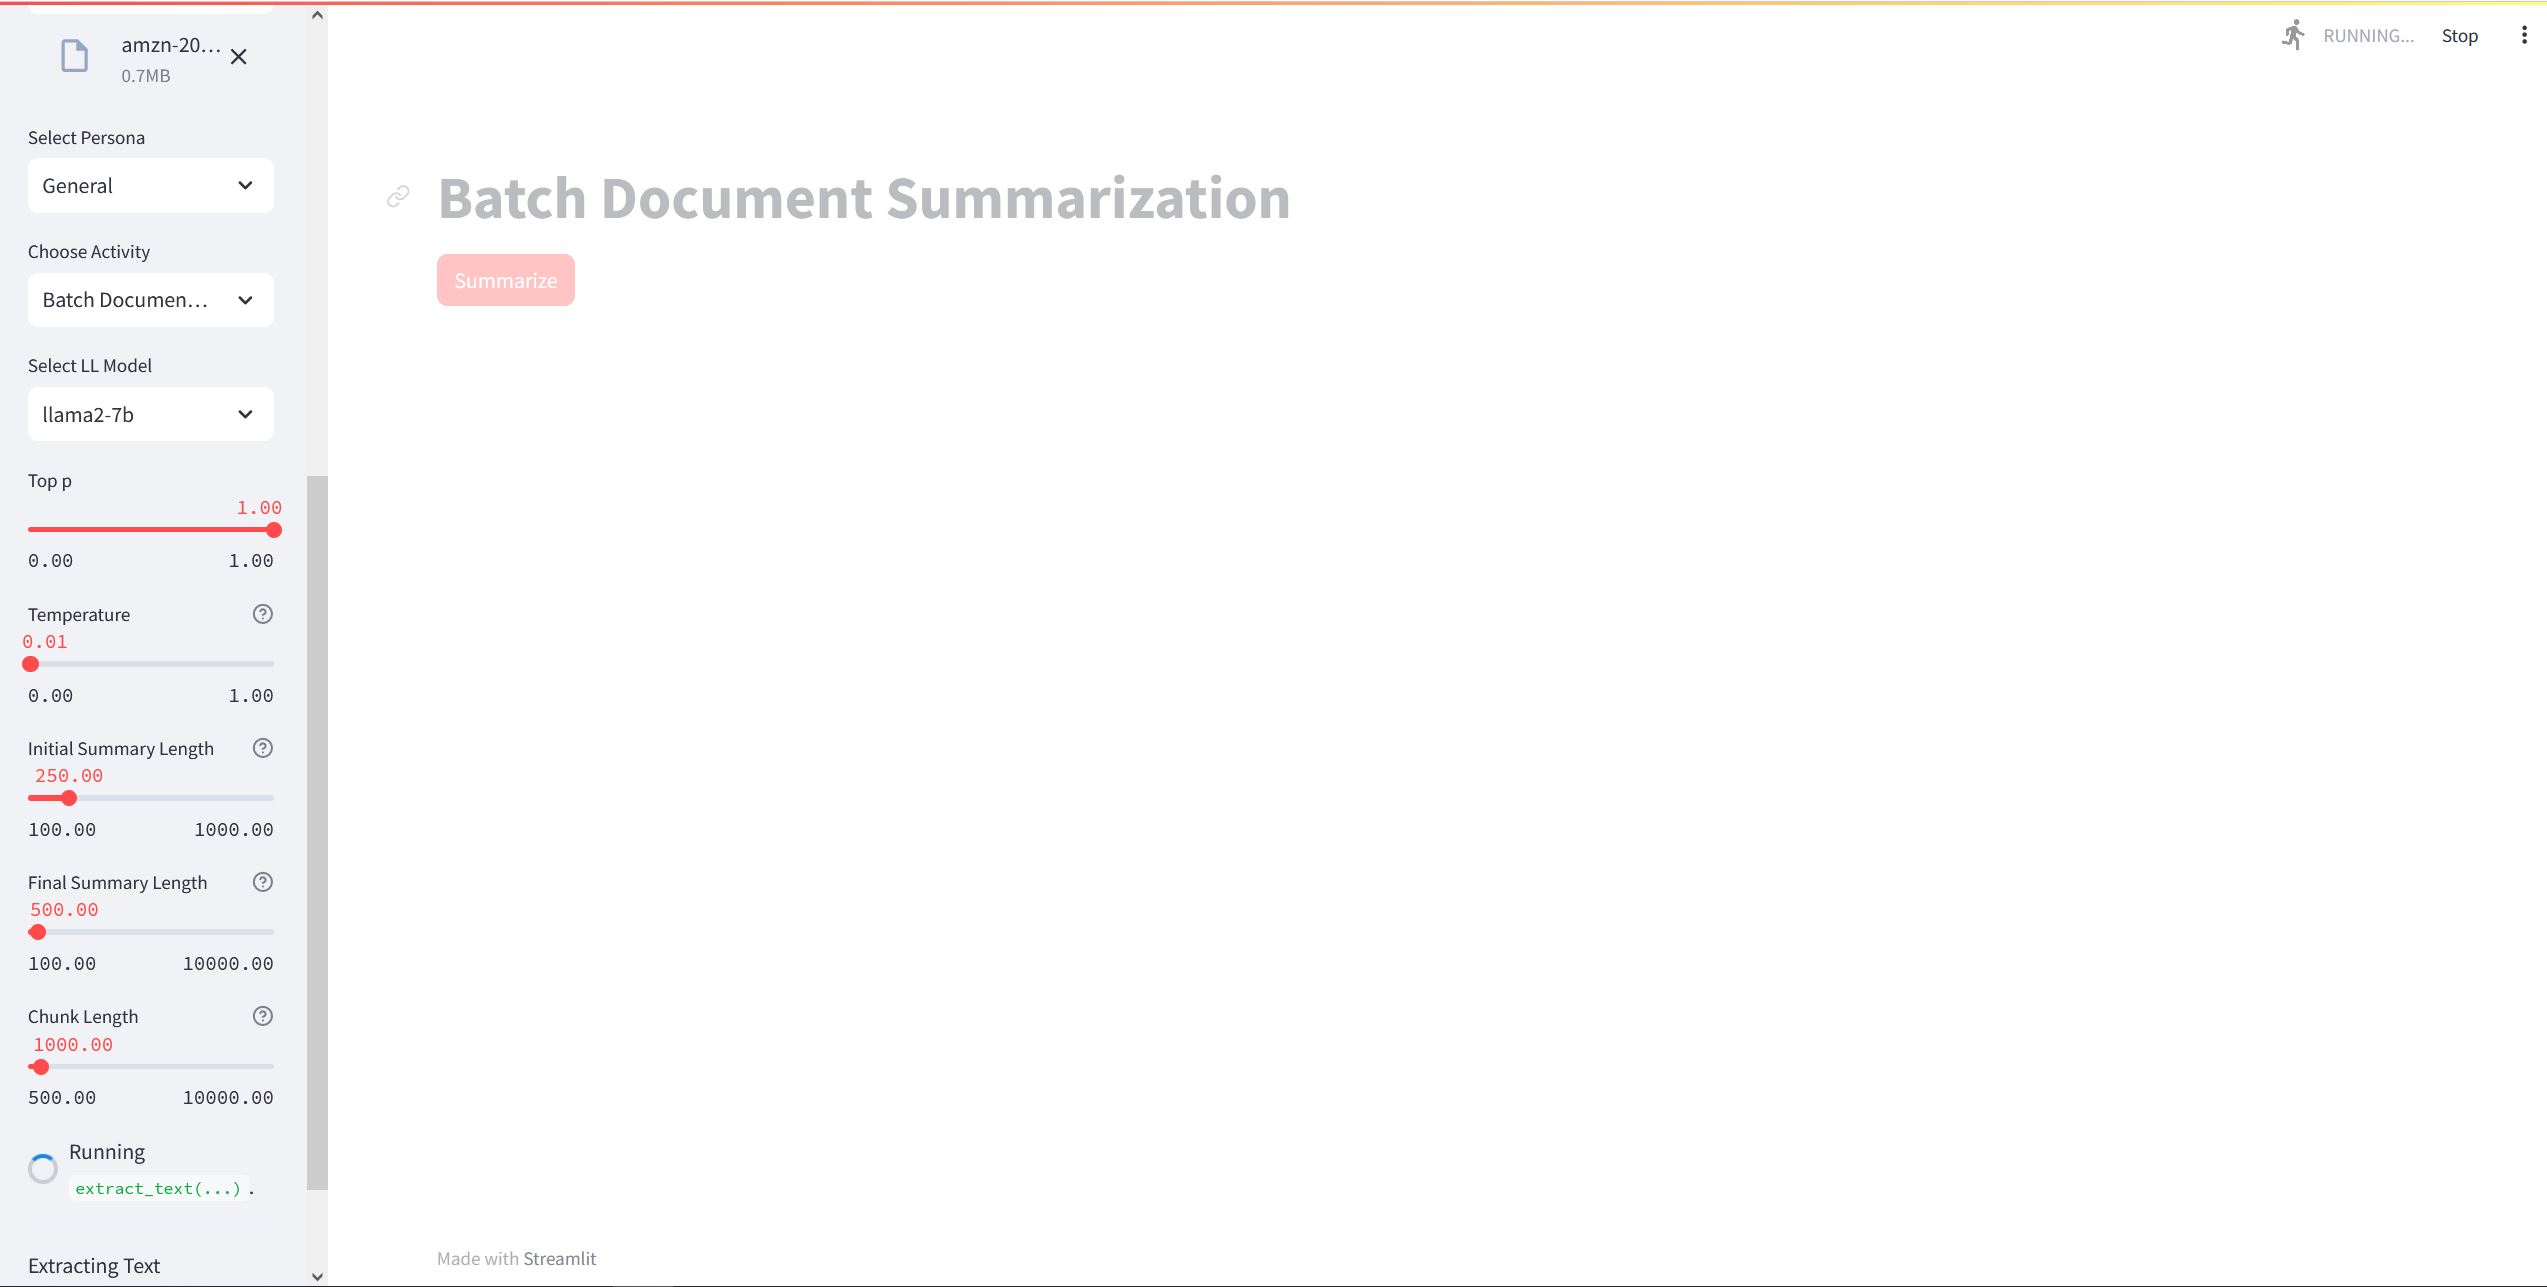 amzn-20…
0.7MB
Select Persona
General
Choose Activity
Batch Documen…
Select LL Model
llama2-7b
Top p
1.00
0.00 1.00
Temperature
0.01
0.00 1.00
Initial Summary Length
250.00
100.00 1000.00
Final Summary Length
500.00
100.00 10000.00
Chunk Length
1000.00
500.00 10000.00
Running
extract_text(...) .
Extracting Text
RUNNING... Stop
Batch Document Summarization
Summarize
Made with Streamlit